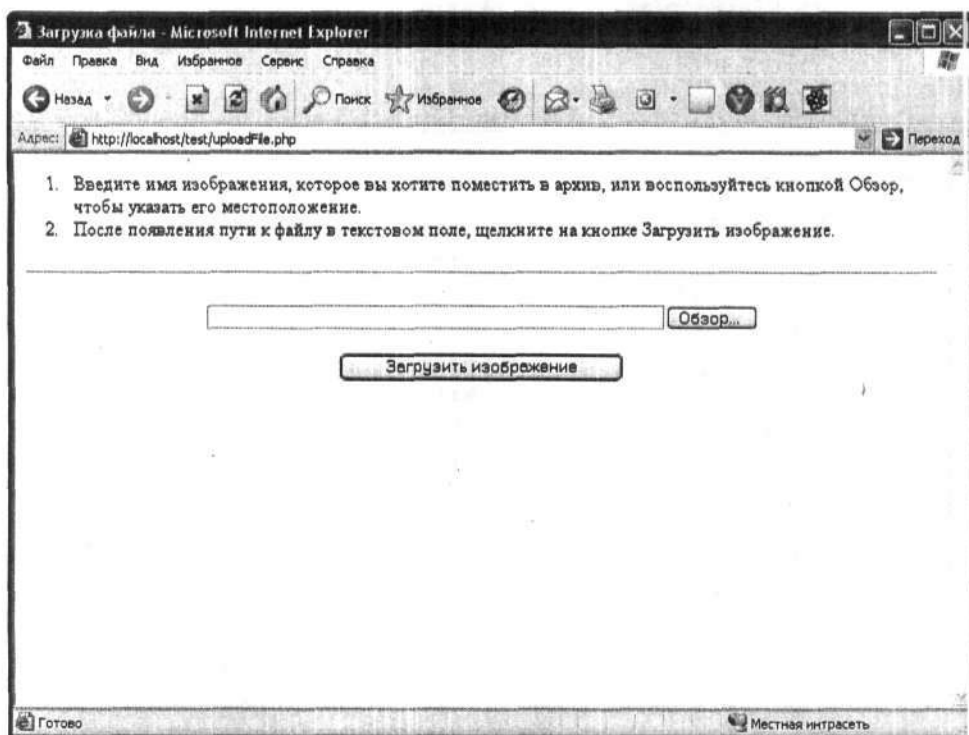 Загрузка файла - Microsoft Internet Explorer
Файл Правка Вид Избранное Сервис Справка
Назад Поиск Избранное
Адрес: http://localhost/test/uploadFile.php Переход
1. Введите имя изображения, которое вы хотите поместить в архив, или воспользуйтесь кнопкой Обзор,
чтобы указать его местоположение.
2. После появления пути к файлу в текстовом поле, щелкните на кнопке Загрузить изображение.
Обзор...
Загрузить изображение
Готово Местная интрасеть